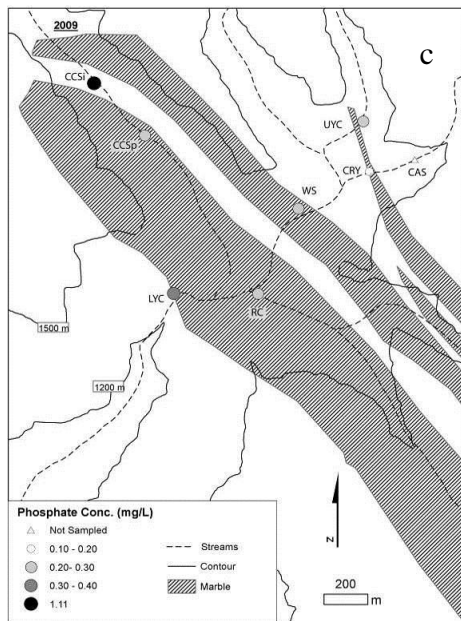 2009
c
CCSi
CCSp
UYC
CRY
CAS
WS
LYC
RC
1500 m
1200 m
Phosphate Conc. (mg/L)
Not Sampled
0.10 - 0.20
0.20- 0.30
0.30 - 0.40
1.11
Streams
Contour
Marble
N
200
m